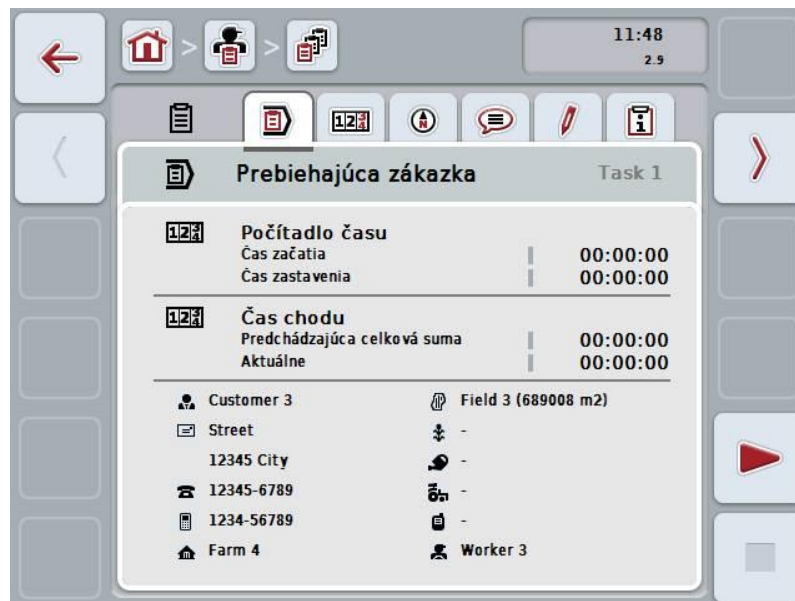 11:48
2.9
Prebiehajúca zákazka Task 1
Počítadlo času
Čas začatia 00:00:00
Čas zastavenia 00:00:00
Čas chodu
Predchádzajúca celková suma 00:00:00
Aktuálne 00:00:00
Customer 3 Field 3 (689008 m2)
Street -
12345 City -
12345-6789 -
1234-56789 -
Farm 4 Worker 3